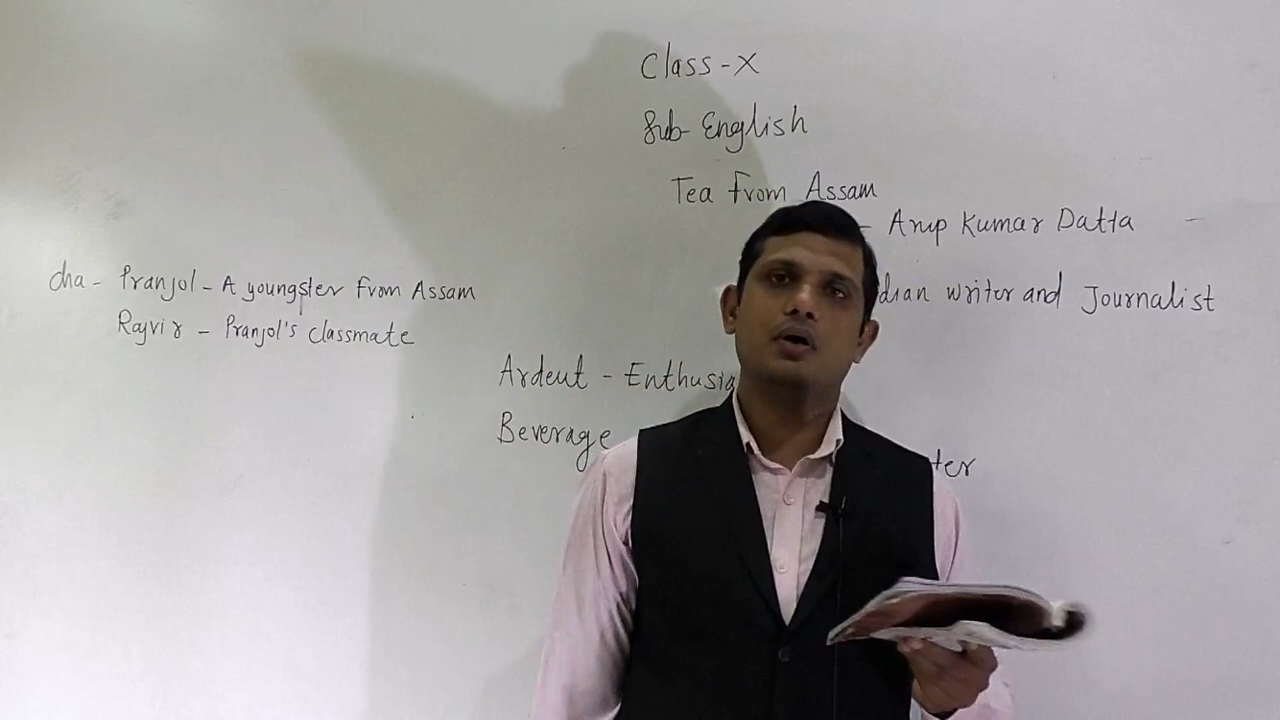 Class-X
Sub- English
Tea from Assam
- Arup Kumar Datta -
dian writer and Journalist
cha - Pranjol - A youngster from Assam
Rajvir - Pranjol's classmate
Ardent - Enthusia
Beverage
ter